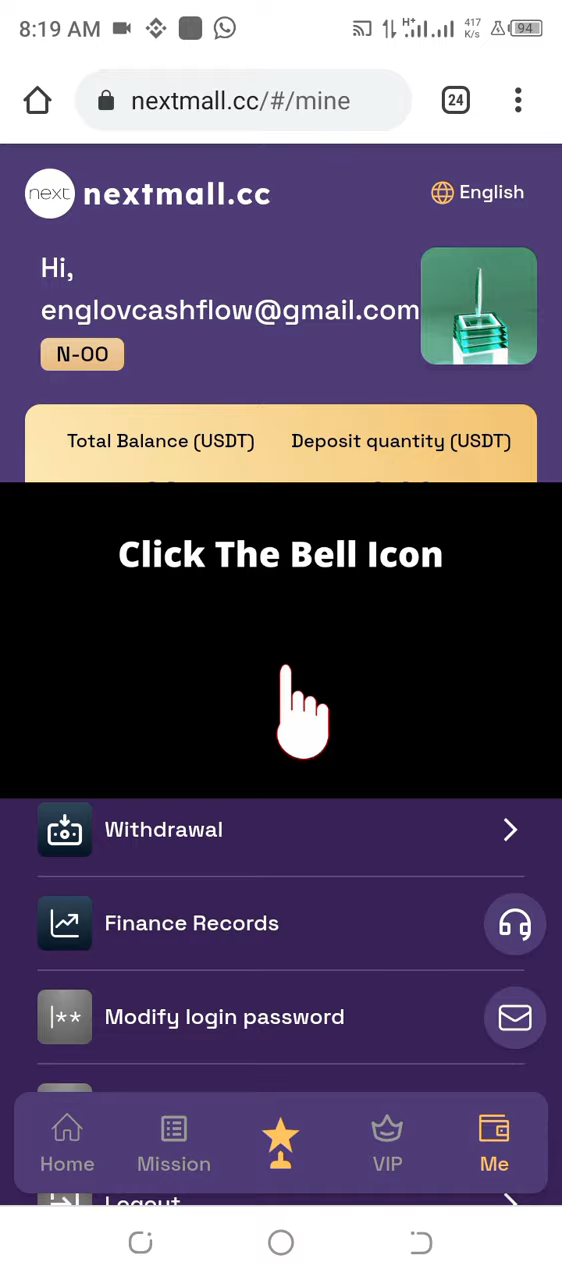 8:19 AM
H+
417
K/s
94
nextmall.cc/#/mine
24
next
nextmall.cc
English
Hi,
englovcashflow@gmail.com
N-00
Total Balance (USDT)
Deposit quantity (USDT)
Click The Bell Icon
Withdrawal
Finance Records
|**
Modify login password
Home
Mission
VIP
Me
Logout